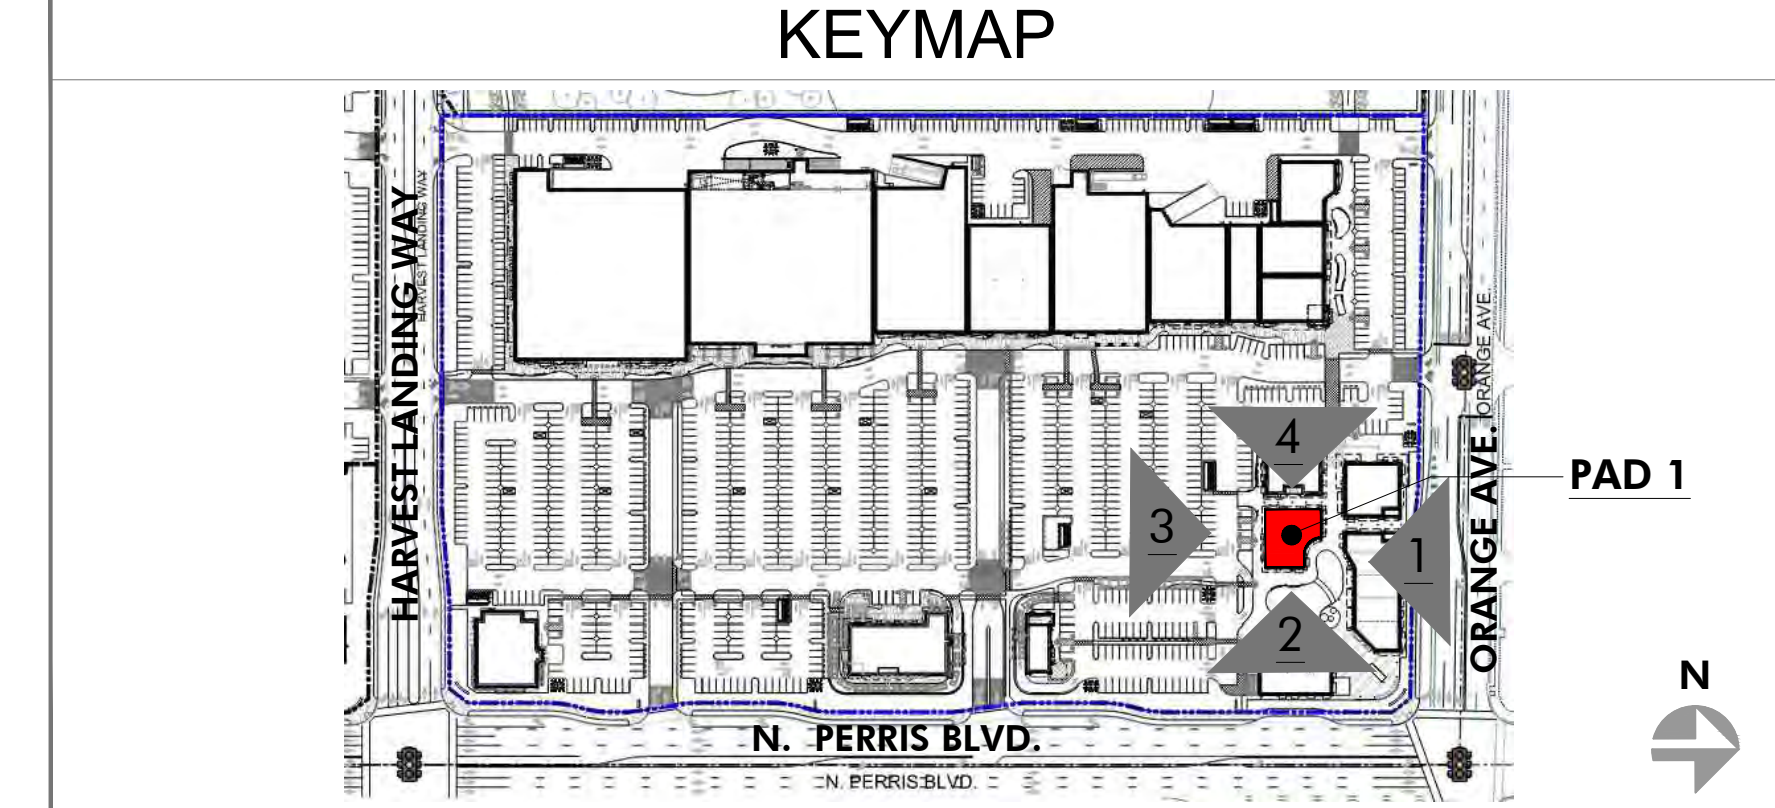 KEYMAP
HARVEST LANDING WAY
HARVEST LANDING WAY
ORANGE AVE.
ORANGE AVE.
4
3
1
2
PAD 1
N
N. PERRIS BLVD.
N. PERRIS BLVD.